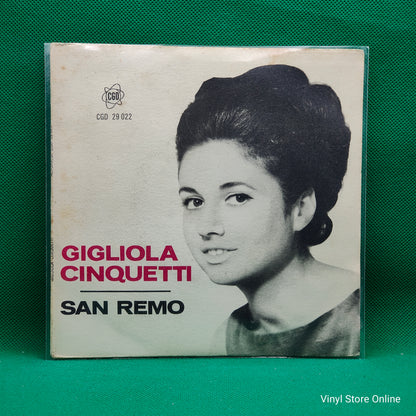 CGD
CGD 29 022
GIGLIOLA
CINQUETTI
SAN REMO
Vinyl Store Online